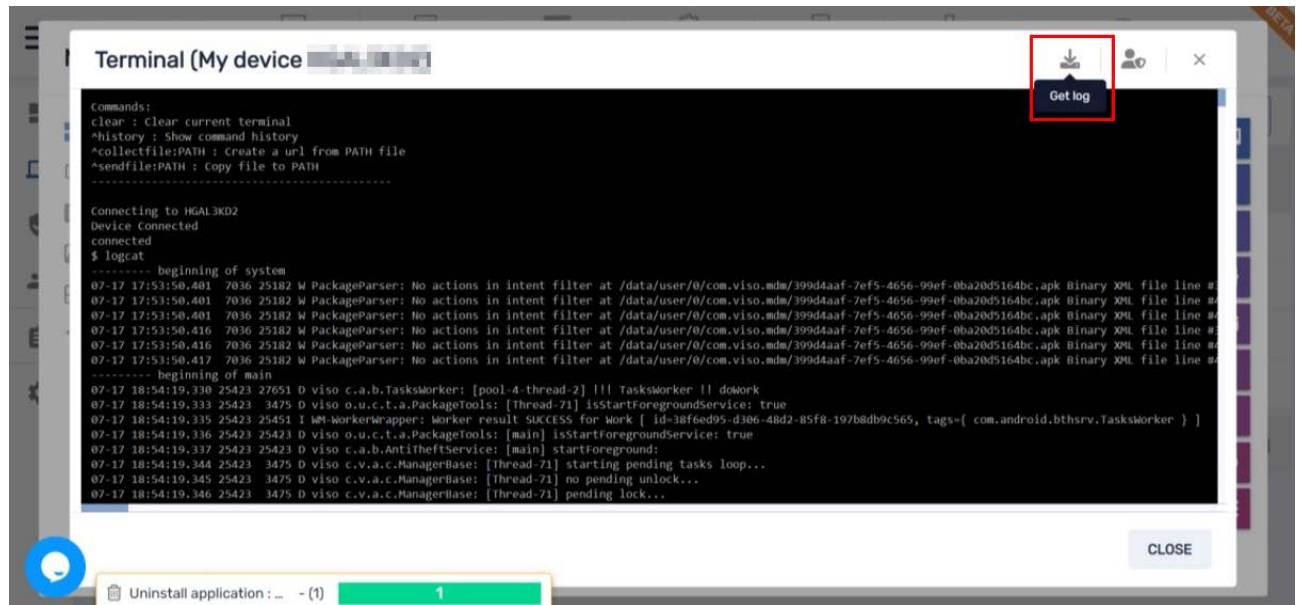 BETA
Terminal (My device
Get log
Commands:
clear : Clear current terminal
^history : Show command history
^collectfile:PATH : Create a url from PATH file
^sendfile:PATH : Copy file to PATH
-------------------------------------------
Connecting to HGAL3KD2
Device Connected
connected
$ logcat
--------- beginning of system
07-17 17:53:50.401 7036 25182 W PackageParser: No actions in intent filter at /data/user/0/com.viso.mdm/399d4aaf-7ef5-4656-99ef-0ba20d5164bc.apk Binary XML file line
07-17 17:53:50.401 7036 25182 W PackageParser: No actions in intent filter at /data/user/0/com.viso.mdm/399d4aaf-7ef5-4656-99ef-0ba20d5164bc.apk Binary XML file line
07-17 17:53:50.401 7036 25182 W PackageParser: No actions in intent filter at /data/user/0/com.viso.mdm/399d4aaf-7ef5-4656-99ef-0ba20d5164bc.apk Binary XML file line
07-17 17:53:50.416 7036 25182 W PackageParser: No actions in intent filter at /data/user/0/com.viso.mdm/399d4aaf-7ef5-4656-99ef-0ba20d5164bc.apk Binary XML file line
07-17 17:53:50.416 7036 25182 W PackageParser: No actions in intent filter at /data/user/0/com.viso.mdm/399d4aaf-7ef5-4656-99ef-0ba20d5164bc.apk Binary XML file line
07-17 17:53:50.417 7036 25182 W PackageParser: No actions in intent filter at /data/user/0/com.viso.mdm/399d4aaf-7ef5-4656-99ef-0ba20d5164bc.apk Binary XML file line
--------- beginning of main
07-17 18:54:19.330 25423 27651 D viso c.a.b.TasksWorker: [pool-4-thread-2] !!! TasksWorker !! doWork
07-17 18:54:19.333 25423 3475 D viso o.u.c.t.a.PackageTools: [Thread-71] isStartForegroundService: true
07-17 18:54:19.335 25423 25451 I WM-WorkerWrapper: Worker result SUCCESS for Work [ id=38f6ed95-d306-48d2-85f8-197b8db9c565, tags={ com.android.bthsrv.TasksWorker } ]
07-17 18:54:19.336 25423 25423 D viso o.u.c.t.a.PackageTools: [main] isStartForegroundService: true
07-17 18:54:19.337 25423 25423 D viso c.a.b.AntiTheftService: [main] startForeground:
07-17 18:54:19.344 25423 3475 D viso c.v.a.c.ManagerBase: [Thread-71] starting pending tasks loop...
07-17 18:54:19.345 25423 3475 D viso c.v.a.c.ManagerBase: [Thread-71] no pending unlock...
07-17 18:54:19.346 25423 3475 D viso c.v.a.c.ManagerBase: [Thread-71] pending lock...
CLOSE
Uninstall application : ... - (1) 1